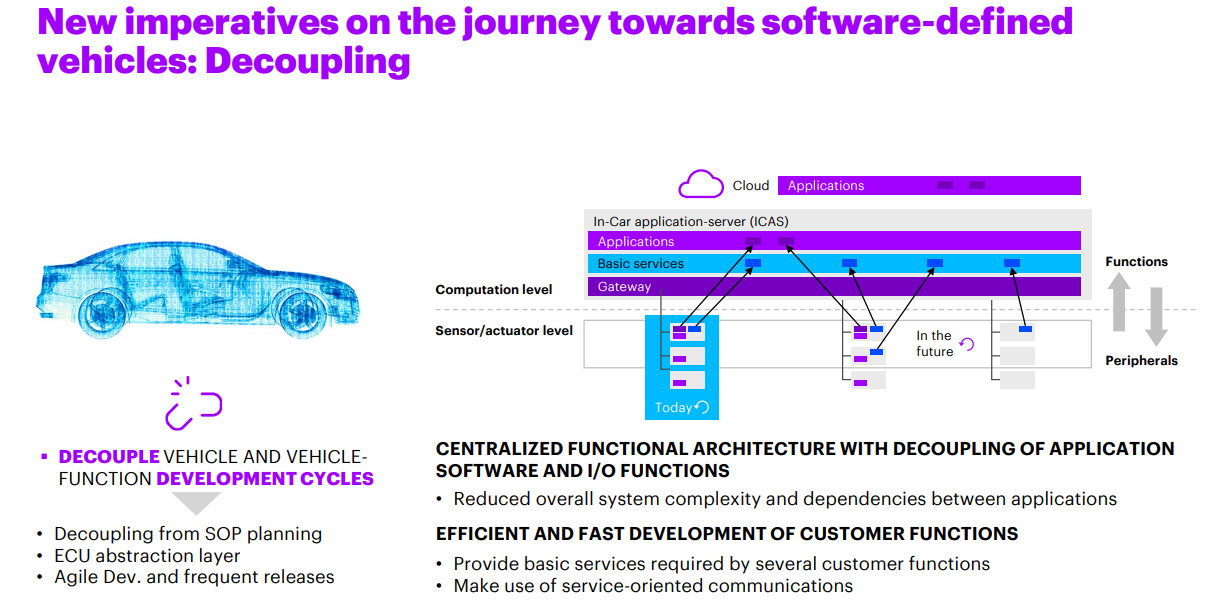 New imperatives on the journey towards software-defined
vehicles: Decoupling
Cloud
Applications
In-Car application-server (ICAS)
Applications
Basic services
Gateway
Computation level
Sensor/actuator level
Functions
Peripherals
In the
future
Today
▪ DECOUPLE VEHICLE AND VEHICLE-
FUNCTION DEVELOPMENT CYCLES
• Decoupling from SOP planning
• ECU abstraction layer
• Agile Dev. and frequent releases
CENTRALIZED FUNCTIONAL ARCHITECTURE WITH DECOUPLING OF APPLICATION
SOFTWARE AND I/O FUNCTIONS
• Reduced overall system complexity and dependencies between applications
EFFICIENT AND FAST DEVELOPMENT OF CUSTOMER FUNCTIONS
• Provide basic services required by several customer functions
• Make use of service-oriented communications